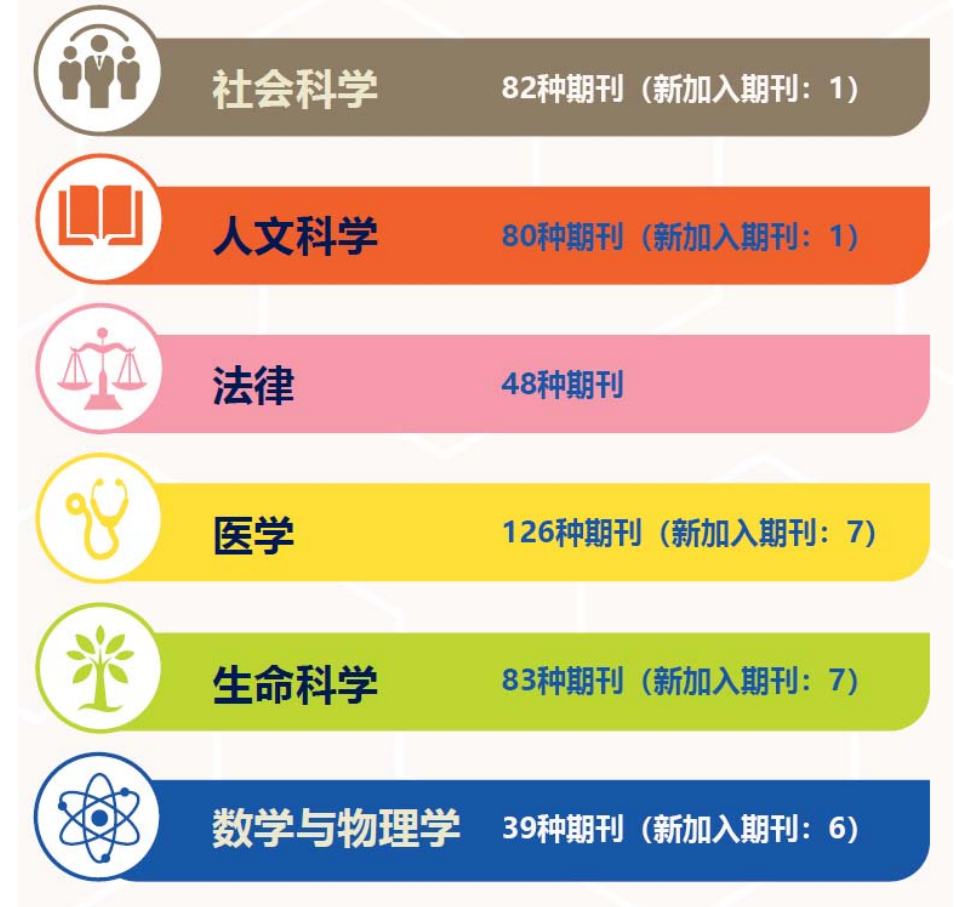 社会科学 82种期刊（新加入期刊：1）
人文科学 80种期刊（新加入期刊：1）
法律 48种期刊
医学 126种期刊（新加入期刊：7）
生命科学 83种期刊（新加入期刊：7）
数学与物理学 39种期刊（新加入期刊：6）